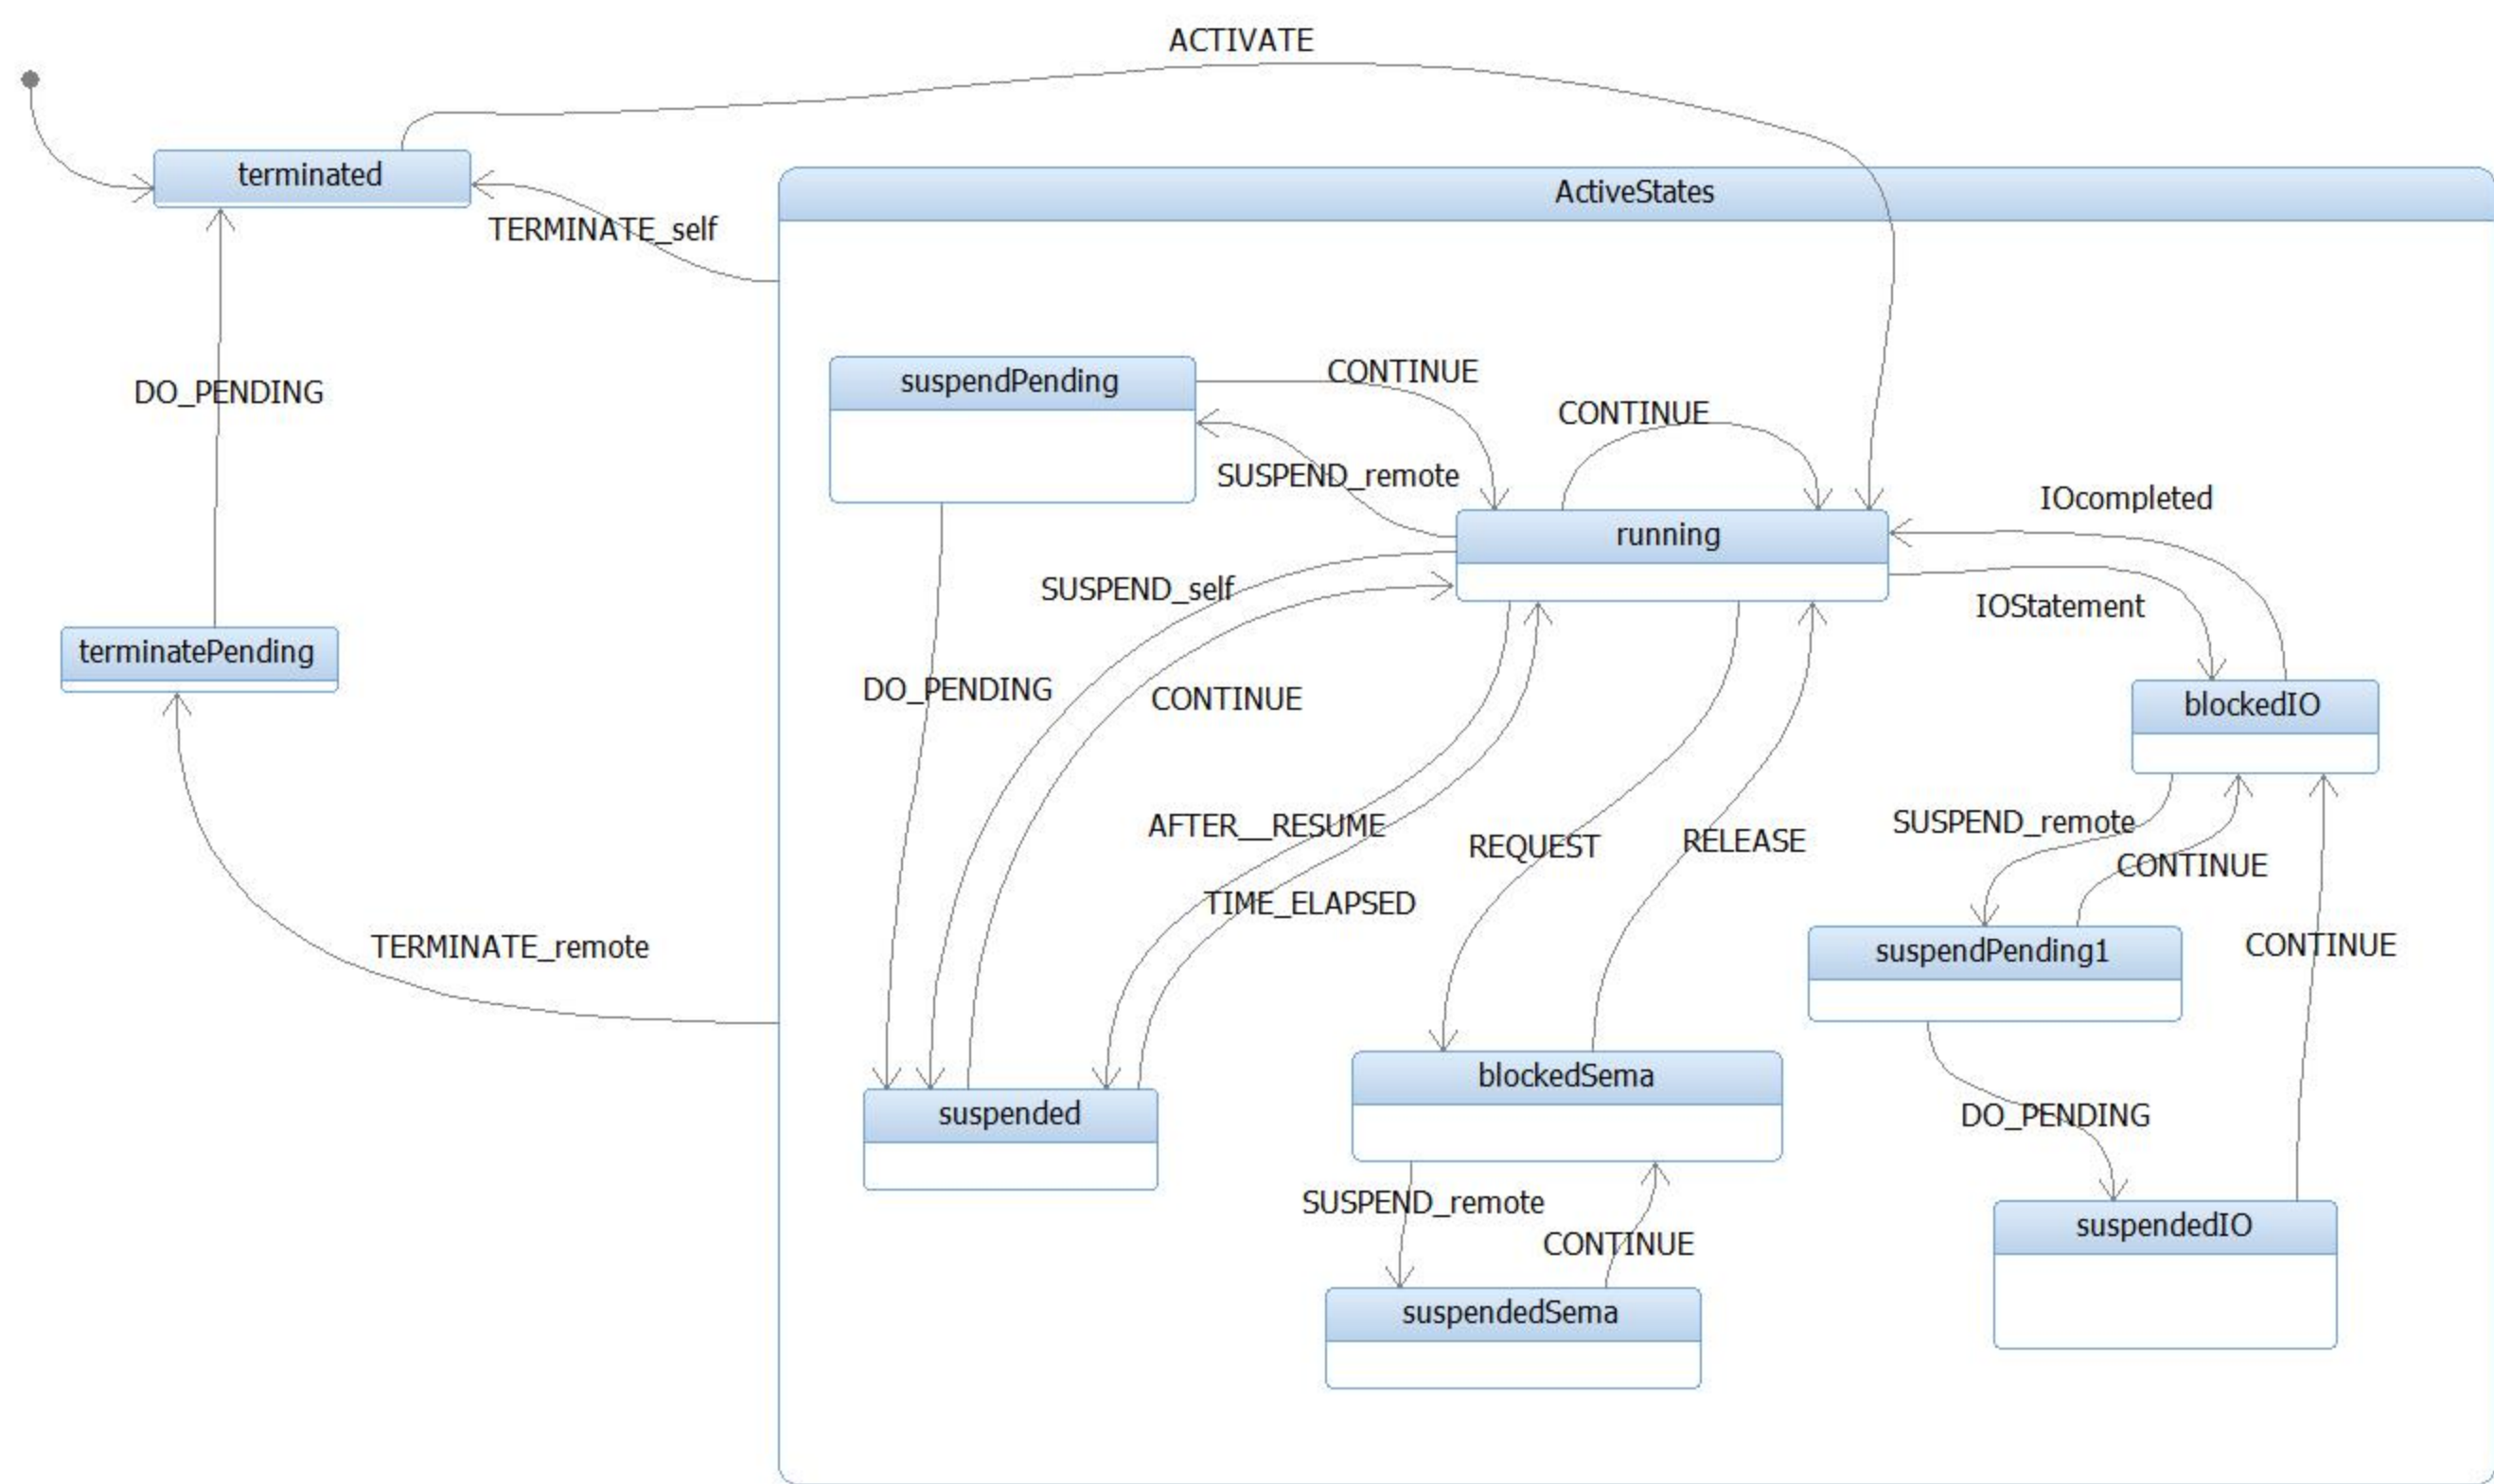 ACTIVATE
terminated
ActiveStates
TERMINATE_self
suspendPending
CONTINUE
DO_PENDING
CONTINUE
SUSPEND_remote
IOcompleted
running
SUSPEND_self
IOStatement
terminatePending
DO_PENDING
CONTINUE
blockedIO
AFTER__RESUME
REQUEST
RELEASE
SUSPEND_remote
CONTINUE
TIME_ELAPSED
TERMINATE_remote
suspendPending1
CONTINUE
blockedSema
suspended
DO_PENDING
SUSPEND_remote
CONTINUE
suspendedIO
suspendedSema